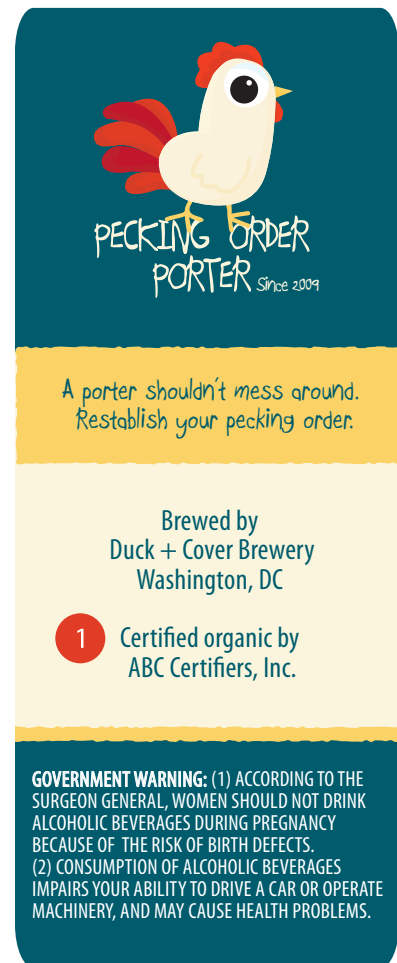 PECKING ORDER
PORTER Since 2009
A porter shouldn't mess around.
Restablish your pecking order.
Brewed by
Duck + Cover Brewery
Washington, DC
1 Certified organic by
ABC Certifiers, Inc.
GOVERNMENT WARNING: (1) ACCORDING TO THE
SURGEON GENERAL, WOMEN SHOULD NOT DRINK
ALCOHOLIC BEVERAGES DURING PREGNANCY
BECAUSE OF THE RISK OF BIRTH DEFECTS.
(2) CONSUMPTION OF ALCOHOLIC BEVERAGES
IMPAIRS YOUR ABILITY TO DRIVE A CAR OR OPERATE
MACHINERY, AND MAY CAUSE HEALTH PROBLEMS.